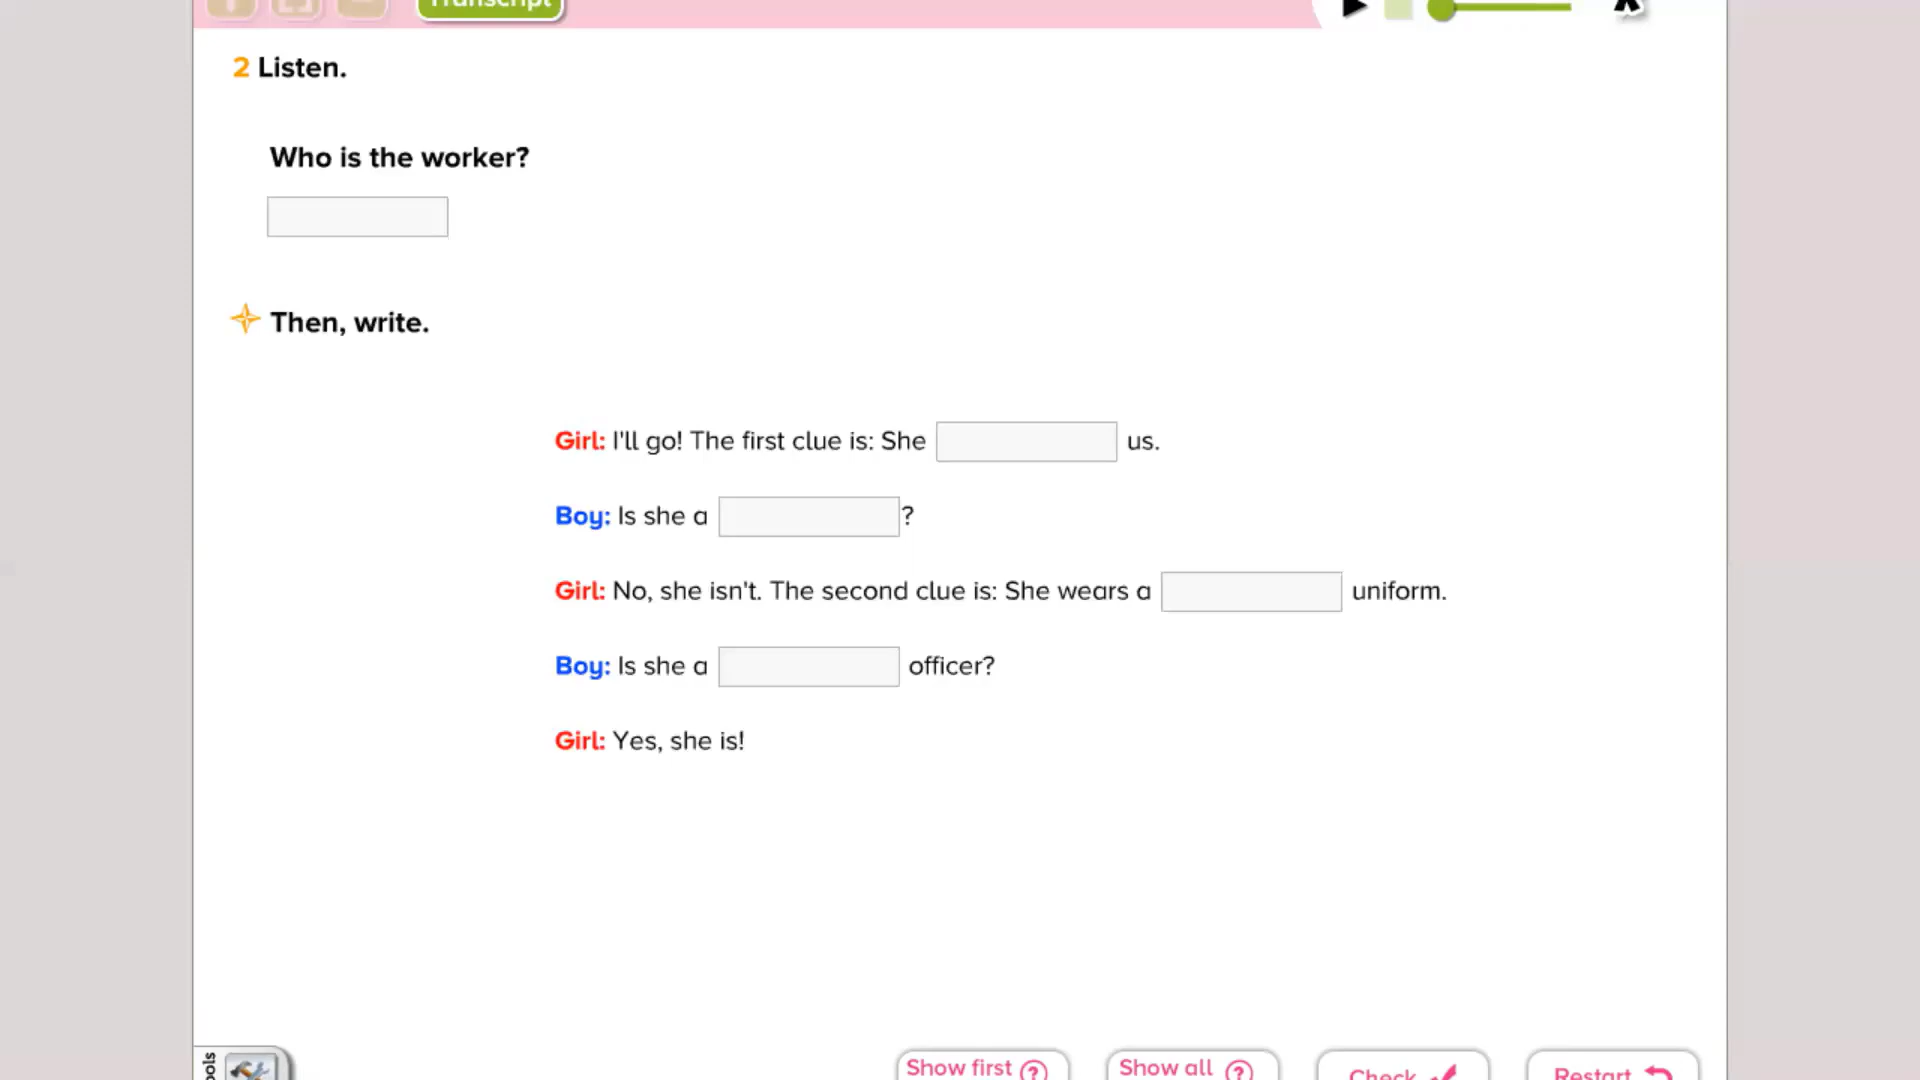 Transcript
2 Listen.
Who is the worker?
Then, write.
Girl: I'll go! The first clue is: She us.
Boy: Is she a ?
Girl: No, she isn't. The second clue is: She wears a uniform.
Boy: Is she a officer?
Girl: Yes, she is!
ools
Show first ?
Show all ?
Check
Restart